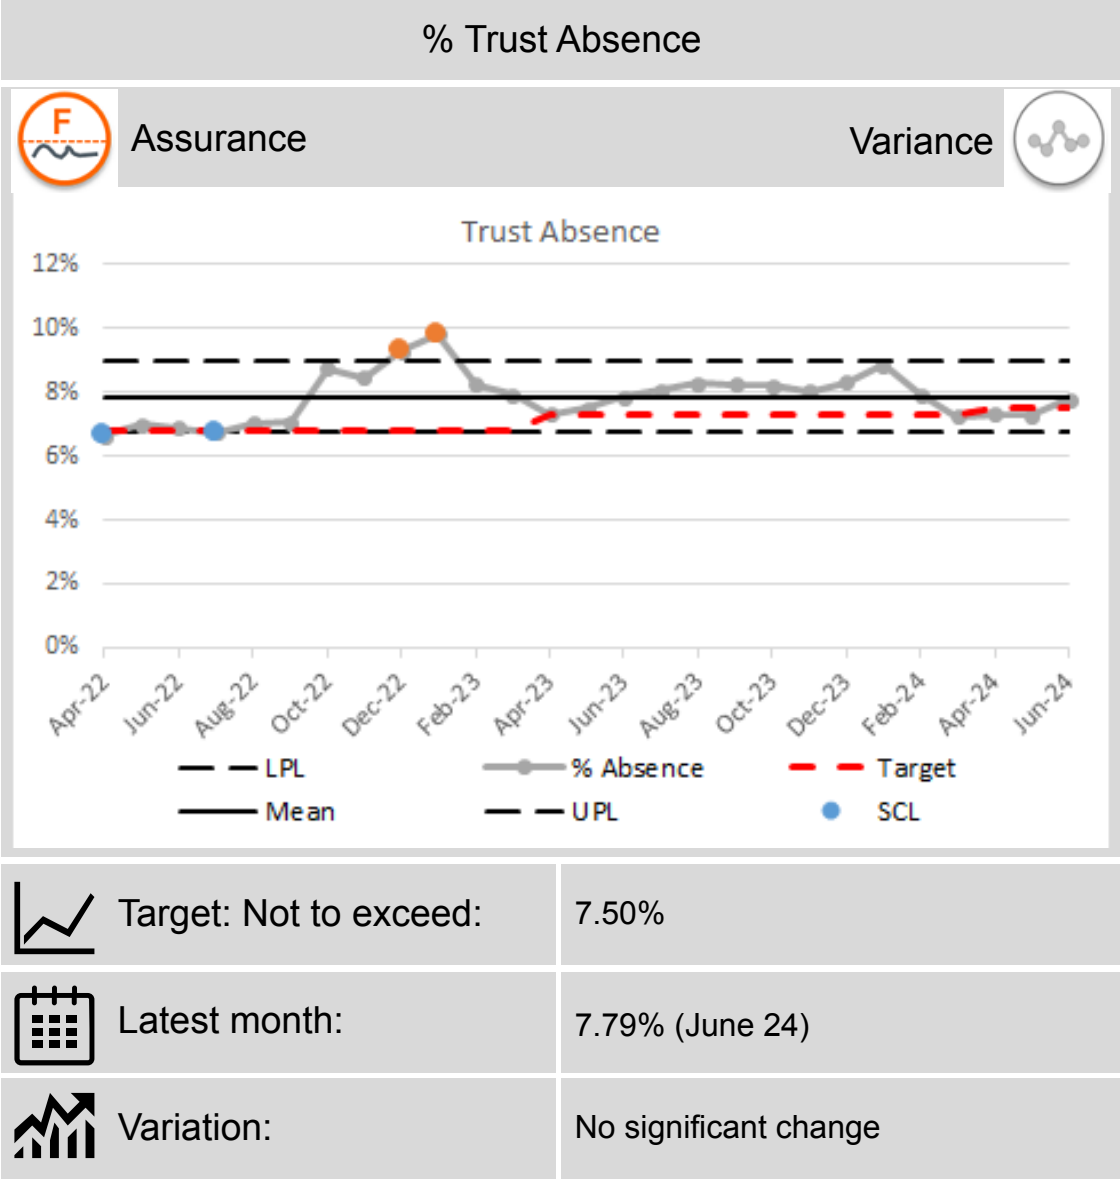 % Trust Absence
F
Assurance
Variance
Trust Absence
12%
10%
8%
6%
4%
2%
0%
Apr-22
Jun-22
Aug-22
Oct-22
Dec-22
Feb-23
Apr-23
Jun-23
Aug-23
Oct-23
Dec-23
Feb-24
Apr-24
Jun-24
LPL
% Absence
Target
Mean
UPL
SCL
Target: Not to exceed:
7.50%
Latest month:
7.79% (June 24)
Variation:
No significant change